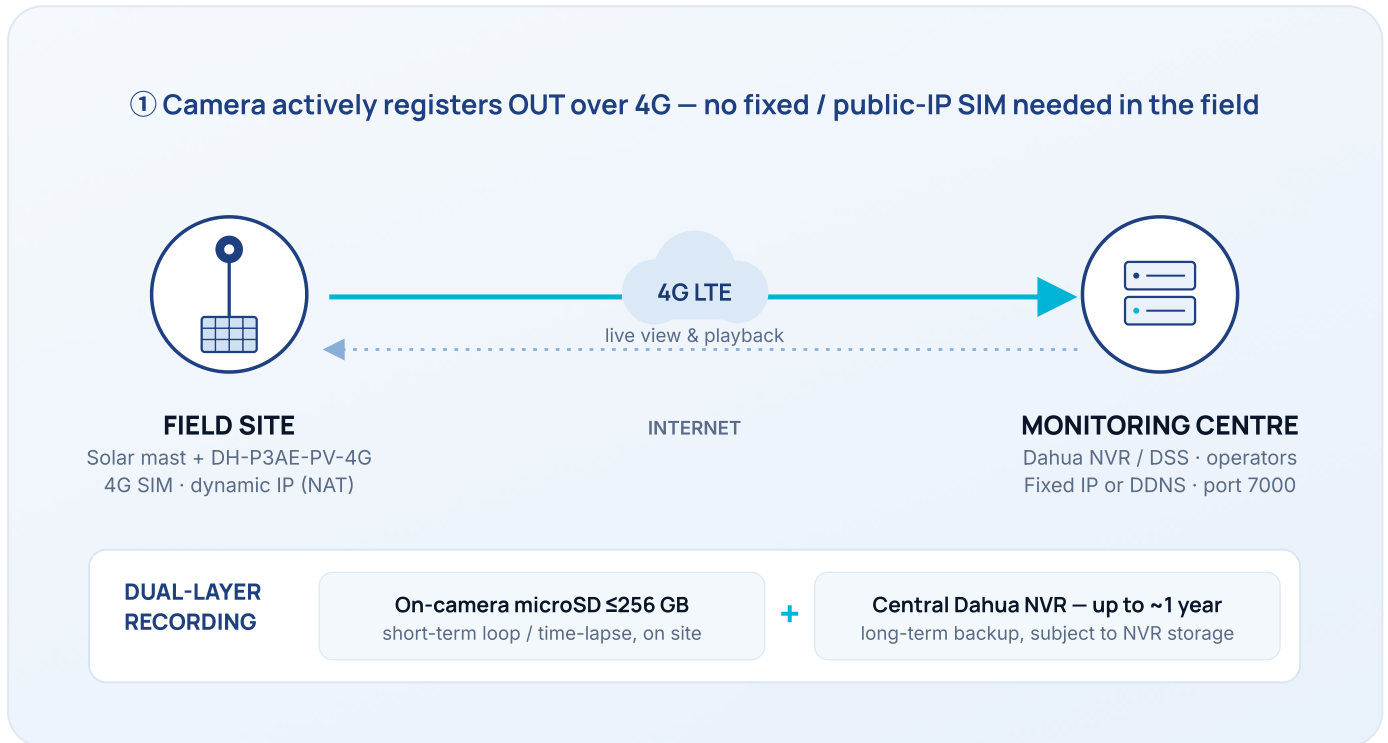 ① Camera actively registers OUT over 4G — no fixed / public-IP SIM needed in the field
4G LTE
live view & playback
FIELD SITE
Solar mast + DH-P3AE-PV-4G
4G SIM · dynamic IP (NAT)
INTERNET
MONITORING CENTRE
Dahua NVR / DSS · operators
Fixed IP or DDNS · port 7000
DUAL-LAYER
RECORDING
On-camera microSD ≤256 GB
short-term loop / time-lapse, on site
+
Central Dahua NVR — up to ~1 year
long-term backup, subject to NVR storage